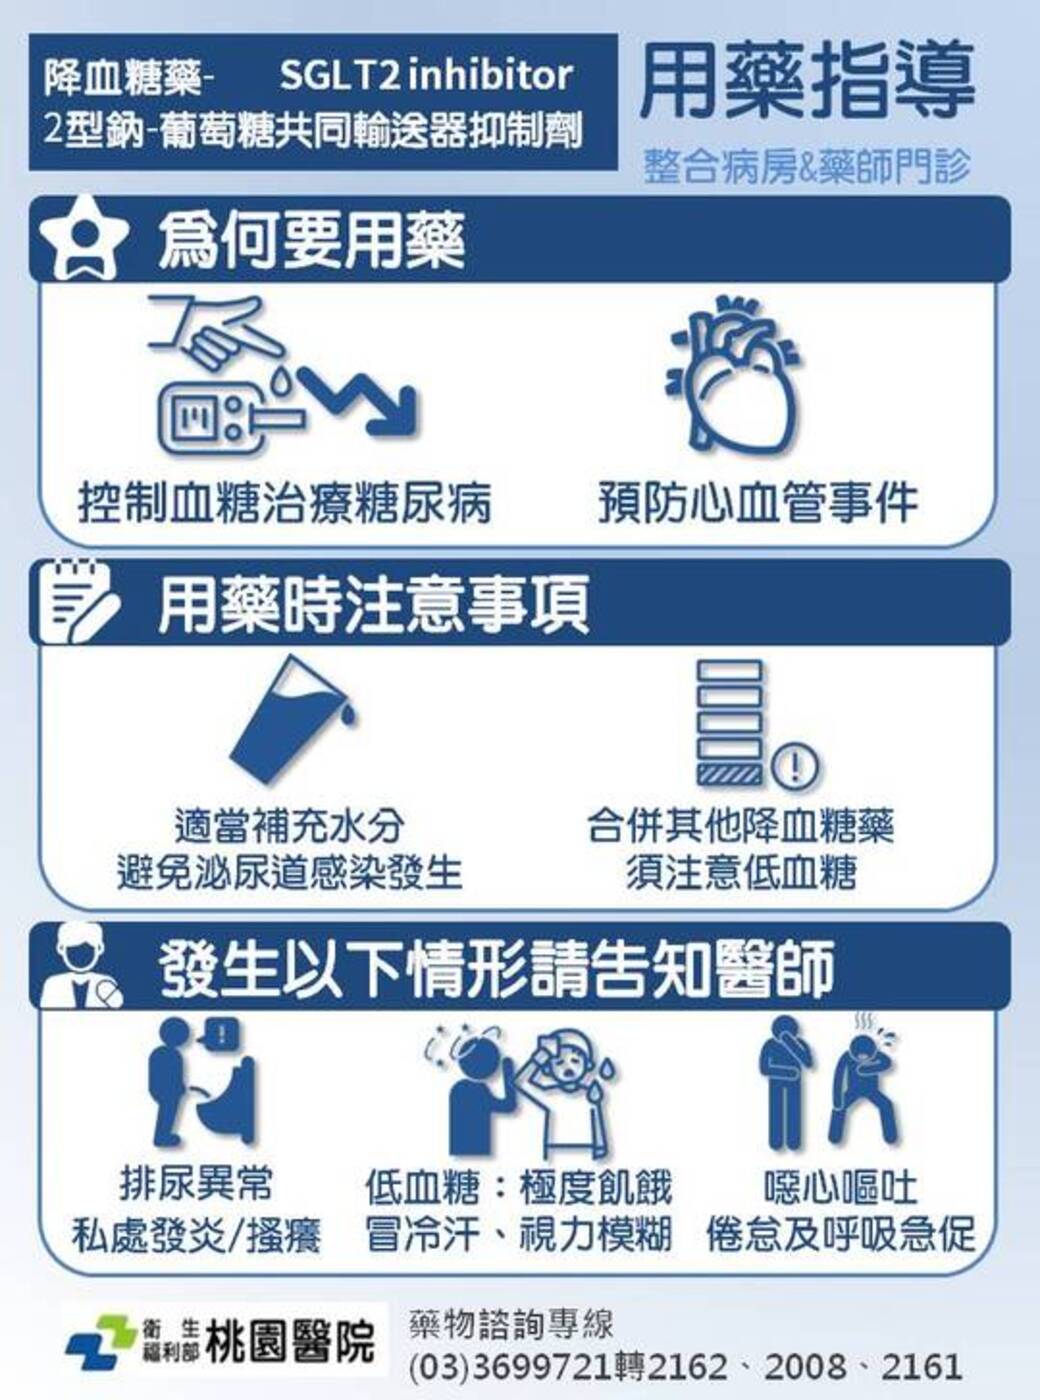 降血糖藥-　　SGLT2 inhibitor
2型鈉-葡萄糖共同輸送器抑制劑
用藥指導
整合病房&藥師門診
為何要用藥
控制血糖治療糖尿病
預防心血管事件
用藥時注意事項
適當補充水分
避免泌尿道感染發生
合併其他降血糖藥
須注意低血糖
發生以下情形請告知醫師
排尿異常
私處發炎/搔癢
低血糖：極度飢餓
冒冷汗、視力模糊
噁心嘔吐
倦怠及呼吸急促
衛生福利部 桃園醫院
藥物諮詢專線
(03)3699721轉2162、2008、2161